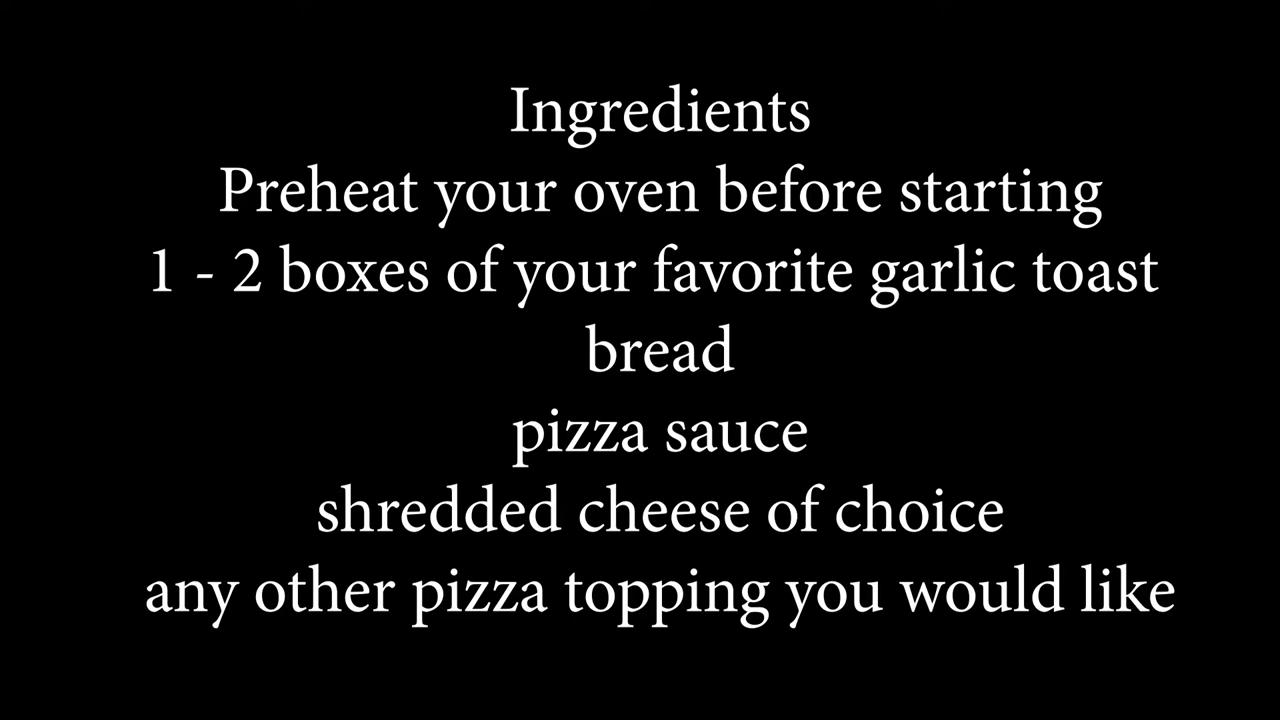 Ingredients
Preheat your oven before starting
1 - 2 boxes of your favorite garlic toast
bread
pizza sauce
shredded cheese of choice
any other pizza topping you would like